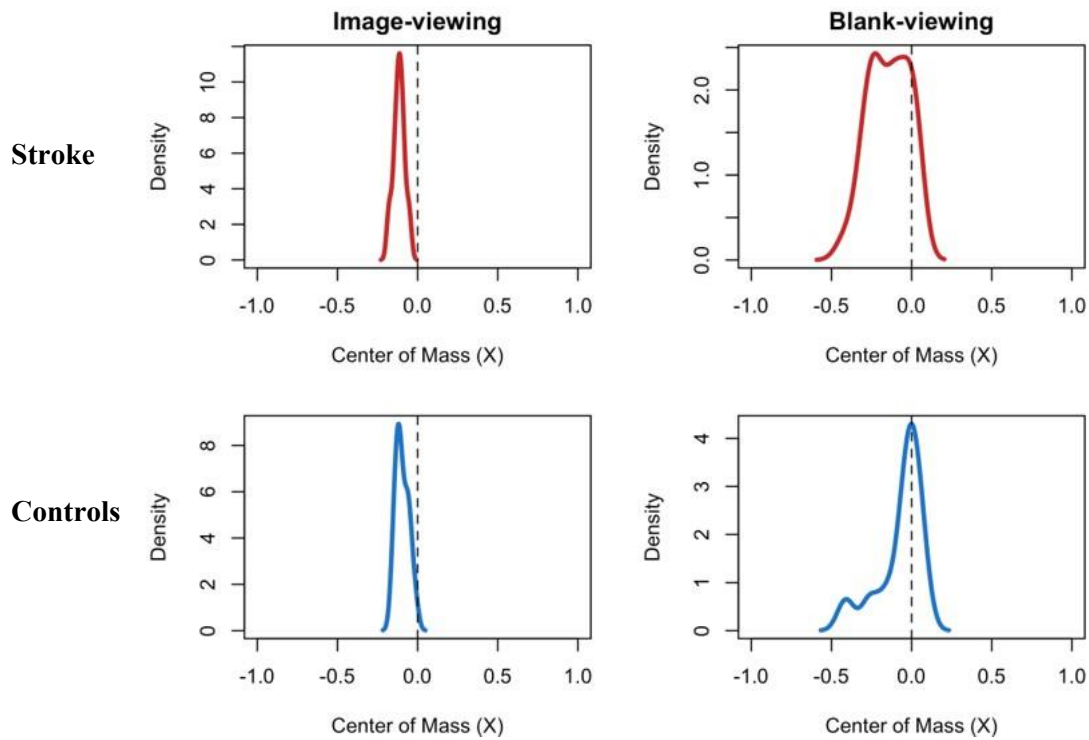 Image-viewing
Blank-viewing
Stroke
Density
0
2
4
6
8
10
-1.0 -0.5 0.0 0.5 1.0
Center of Mass (X)
Density
0.0
1.0
2.0
-1.0 -0.5 0.0 0.5 1.0
Center of Mass (X)
Controls
Density
0
2
4
6
8
-1.0 -0.5 0.0 0.5 1.0
Center of Mass (X)
Density
0
1
2
3
4
-1.0 -0.5 0.0 0.5 1.0
Center of Mass (X)